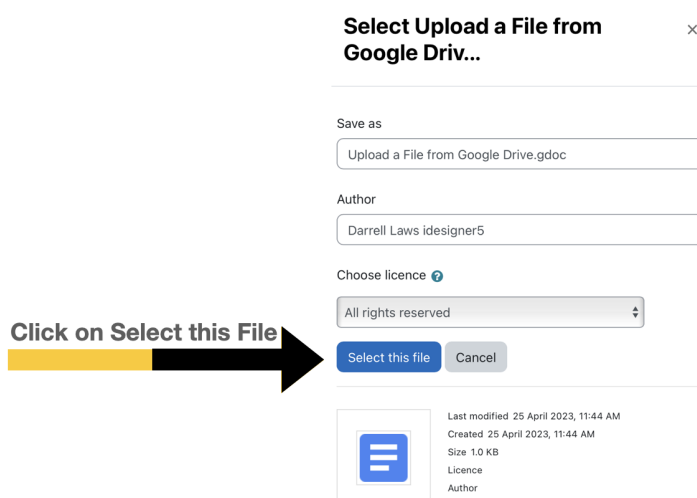 Select Upload a File from
Google Driv...
×
Save as
Upload a File from Google Drive.gdoc
Author
Darrell Laws idesigner5
Choose licence ?
All rights reserved
Click on Select this File
Select this file Cancel
Last modified 25 April 2023, 11:44 AM
Created 25 April 2023, 11:44 AM
Size 1.0 KB
Licence
Author